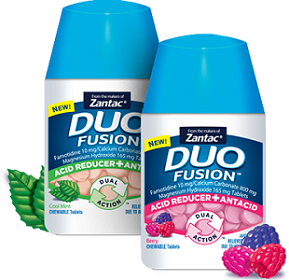 NEW!
From the makers of
Zantac®
DUO
FUSION™
Famotidine 10 mg/Calcium Carbonate 800 mg
Magnesium Hydroxide 165 mg Tablets
ACID REDUCER + ANTACID
DUAL
ACTION
Cool Mint
CHEWABLE Tablets
NEW!
From the makers of
Zantac®
DUO
FUSION™
Famotidine 10 mg/Calcium Carbonate 800 mg
Magnesium Hydroxide 165 mg Tablets
ACID REDUCER + ANTACID
DUAL
ACTION
Berry
CHEWABLE Tablets